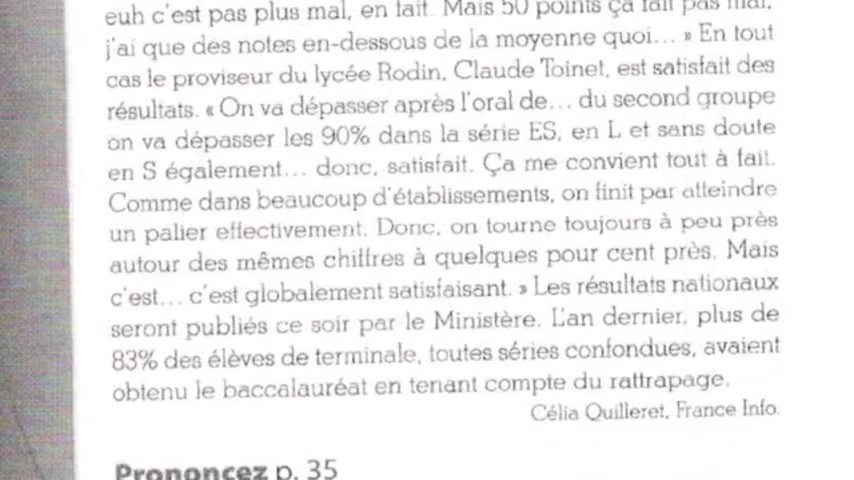 euh c'est pas plus mal, en fait. Mais 50 points ça fait pas mal,
j'ai que des notes en-dessous de la moyenne quoi... » En tout
cas le proviseur du lycée Rodin, Claude Toinet, est satisfait des
résultats. « On va dépasser après l'oral de... du second groupe
on va dépasser les 90% dans la série ES, en L et sans doute
en S également... donc, satisfait. Ça me convient tout à fait.
Comme dans beaucoup d'établissements, on finit par atteindre
un palier effectivement. Donc, on tourne toujours à peu près
autour des mêmes chiffres à quelques pour cent près. Mais
c'est... c'est globalement satisfaisant. » Les résultats nationaux
seront publiés ce soir par le Ministère. L'an dernier, plus de
83% des élèves de terminale, toutes séries confondues, avaient
obtenu le baccalauréat en tenant compte du rattrapage.
Célia Quilleret, France Info.
Prononcez p. 35